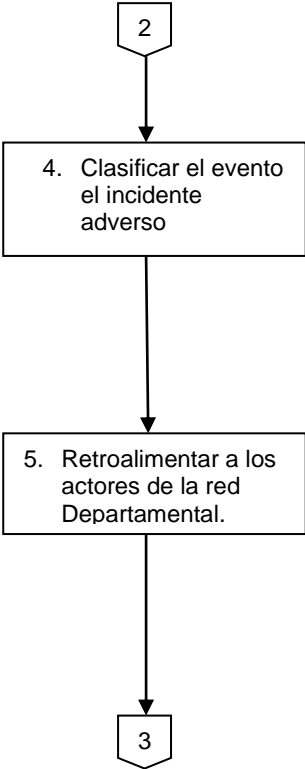 2
4. Clasificar el evento
el incidente
adverso
5. Retroalimentar a los
actores de la red
Departamental.
3